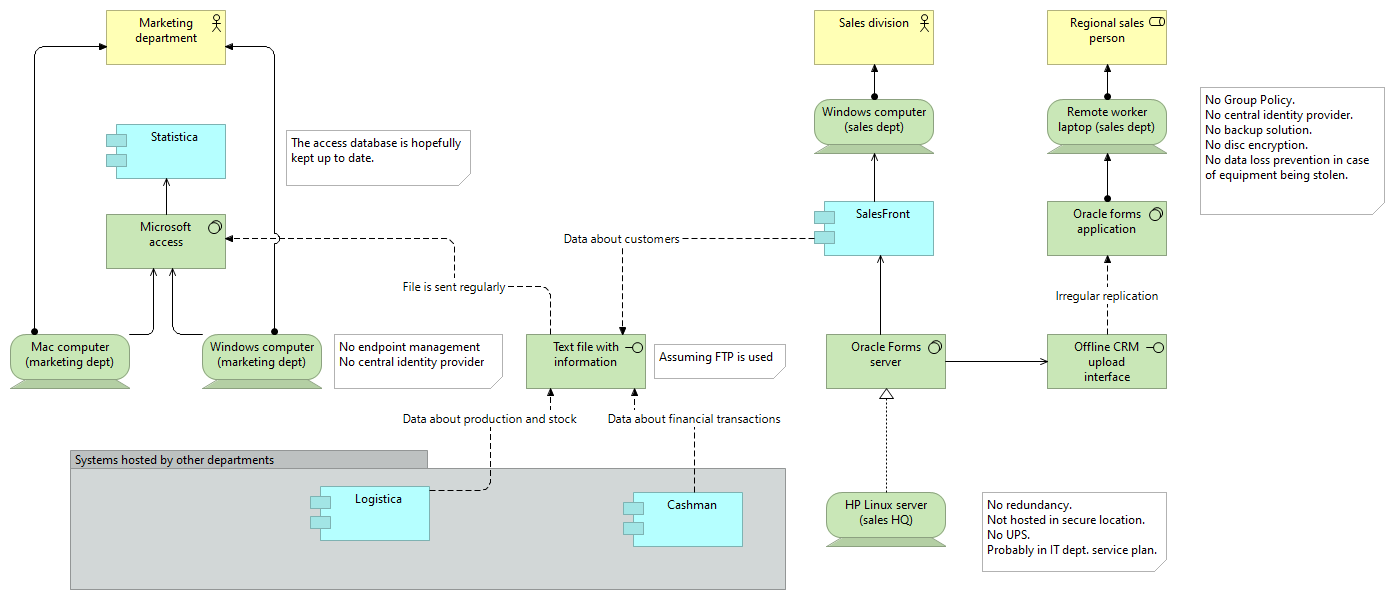 Marketing
department
Sales division
Regional sales
person
Windows computer
(sales dept)
Remote worker
laptop (sales dept)
No Group Policy.
No central identity provider.
No backup solution.
No disc encryption.
No data loss prevention in case
of equipment being stolen.
Statistica
The access database is hopefully
kept up to date.
Microsoft
access
Data about customers
SalesFront
Oracle forms
application
File is sent regularly
Irregular replication
Mac computer
(marketing dept)
Windows computer
(marketing dept)
No endpoint management
No central identity provider
Text file with
information
Assuming FTP is used
Oracle Forms
server
Offline CRM
upload
interface
Data about production and stock
Data about financial transactions
Systems hosted by other departments
Logistica
Cashman
HP Linux server
(sales HQ)
No redundancy.
Not hosted in secure location.
No UPS.
Probably in IT dept. service plan.